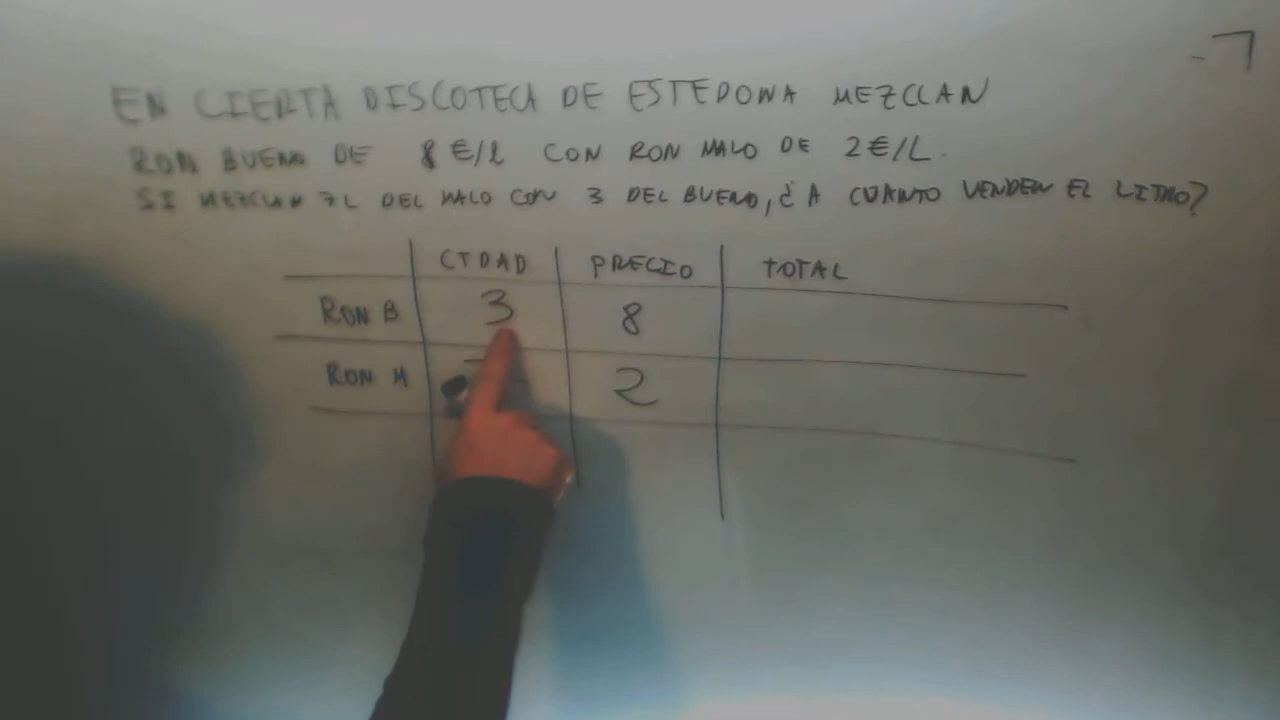 EN CIERTA DISCOTECA DE ESTEPONA MEZCLAN
RON BUENO DE 8 €/l CON RON MALO DE 2€/L.
SI MEZCLAN 7L DEL MALO CON 3 DEL BUENO, ¿A CUANTO VENDEN EL LITRO?
CTDAD PRECIO TOTAL
RON B 3 8
RON M 2